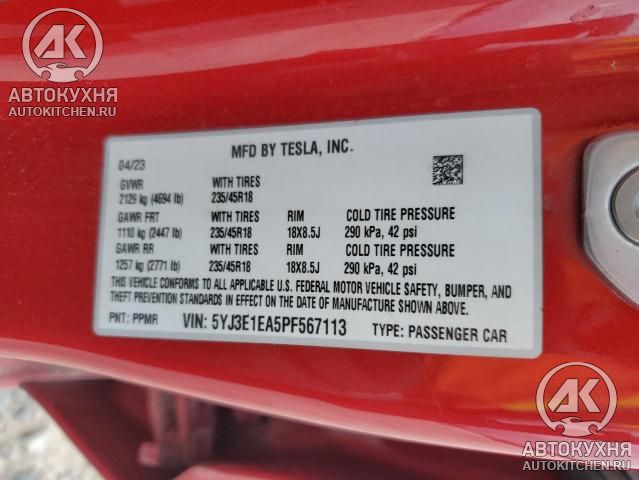 AK
АВТОКУХНЯ
AUTOKITCHEN.RU
MFD BY TESLA, INC.
04/23
GVWR WITH TIRES
2129 kg (4694 lb) 235/45R18
GAWR FRT WITH TIRES RIM COLD TIRE PRESSURE
1110 kg (2447 lb) 235/45R18 18X8.5J 290 kPa, 42 psi
GAWR RR WITH TIRES RIM COLD TIRE PRESSURE
1257 kg (2771 lb) 235/45R18 18X8.5J 290 kPa, 42 psi
THIS VEHICLE CONFORMS TO ALL APPLICABLE U.S. FEDERAL MOTOR VEHICLE SAFETY, BUMPER, AND
THEFT PREVENTION STANDARDS IN EFFECT ON THE DATE OF MANUFACTURE SHOWN ABOVE.
PNT: PPMR VIN: 5YJ3E1EA5PF567113 TYPE: PASSENGER CAR
AK
АВТОКУХНЯ
AUTOKITCHEN.RU